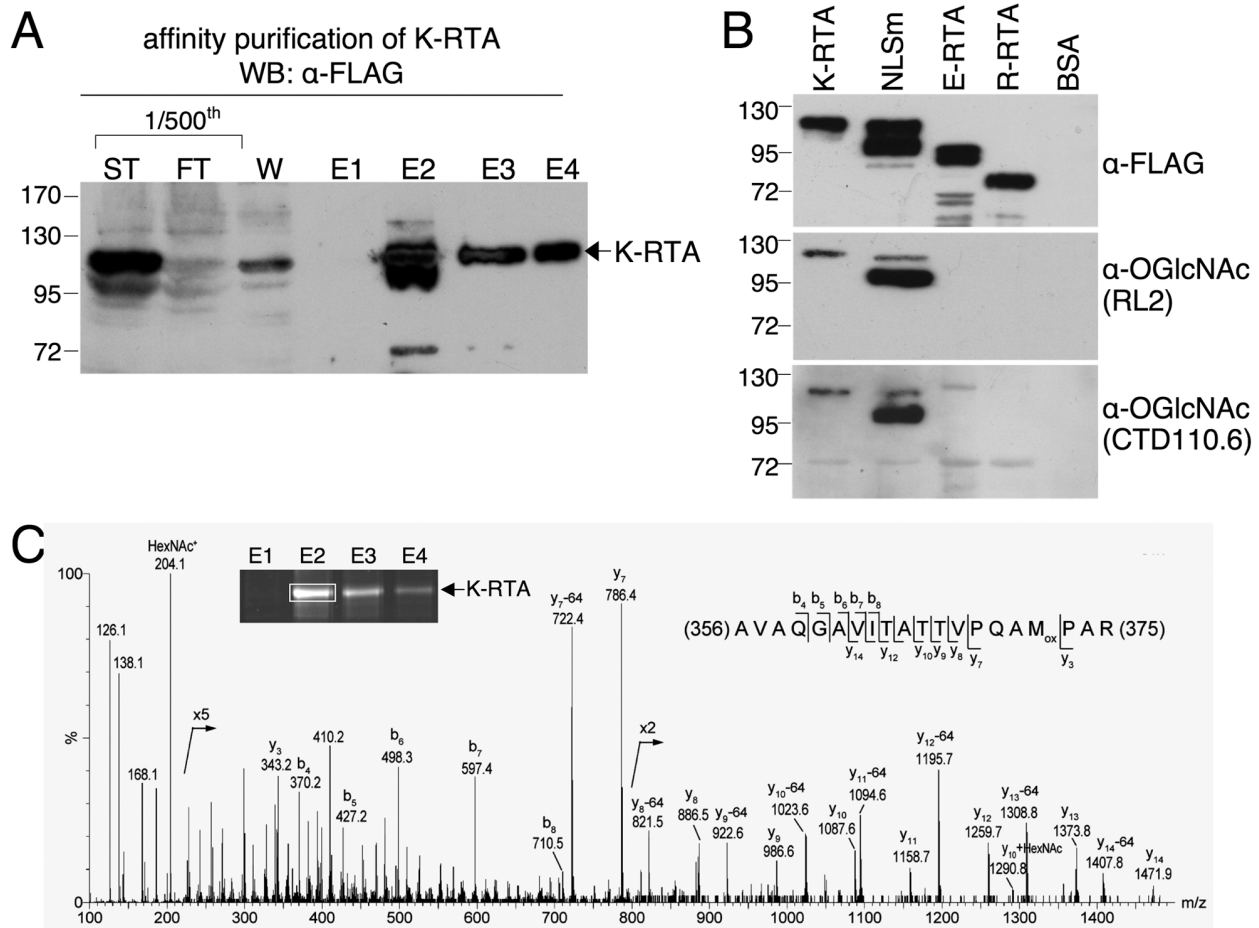 A
affinity purification of K-RTA
WB: α-FLAG
1/500th
ST FT W E1 E2 E3 E4
170
130
95
72
K-RTA
B
K-RTA
NLSm
E-RTA
R-RTA
BSA
130
95
72
α-FLAG
130
95
72
α-OGlcNAc
(RL2)
130
95
72
α-OGlcNAc
(CTD110.6)
C
HexNAc+
204.1
100
126.1
138.1
168.1
x5
%
0
E1 E2 E3 E4
K-RTA
y3
343.2
b4
370.2
410.2
b5
427.2
b6
498.3
b7
597.4
b8
710.5
y7-64
722.4
y7
786.4
x2
y8-64
821.5
y8
886.5
y9-64
922.6
y9
986.6
y10-64
1023.6
y10
1087.6
y11-64
1094.6
y11
1158.7
y12-64
1195.7
y12
1259.7
y10+HexNAc
1290.8
y13-64
1308.8
y13
1373.8
y14-64
1407.8
y14
1471.9
b4 b5 b6 b7 b8
(356) A V A Q G A V I T A T T V P Q A Mox P A R (375)
y14 y12 y10 y9 y8 y7 y3
100 200 300 400 500 600 700 800 900 1000 1100 1200 1300 1400 m/z